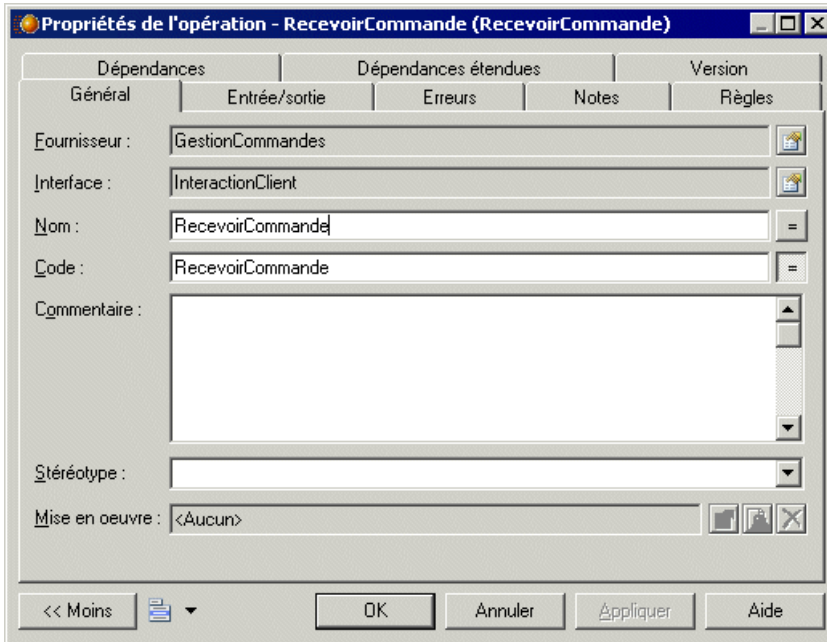 Propriétés de l'opération - RecevoirCommande (RecevoirCommande)
Dépendances Dépendances étendues Version
Général Entrée/sortie Erreurs Notes Règles
Fournisseur : GestionCommandes
Interface : InteractionClient
Nom : RecevoirCommande =
Code : RecevoirCommande =
Commentaire :
Stéréotype :
Mise en oeuvre : <Aucun>
<< Moins OK Annuler Appliquer Aide